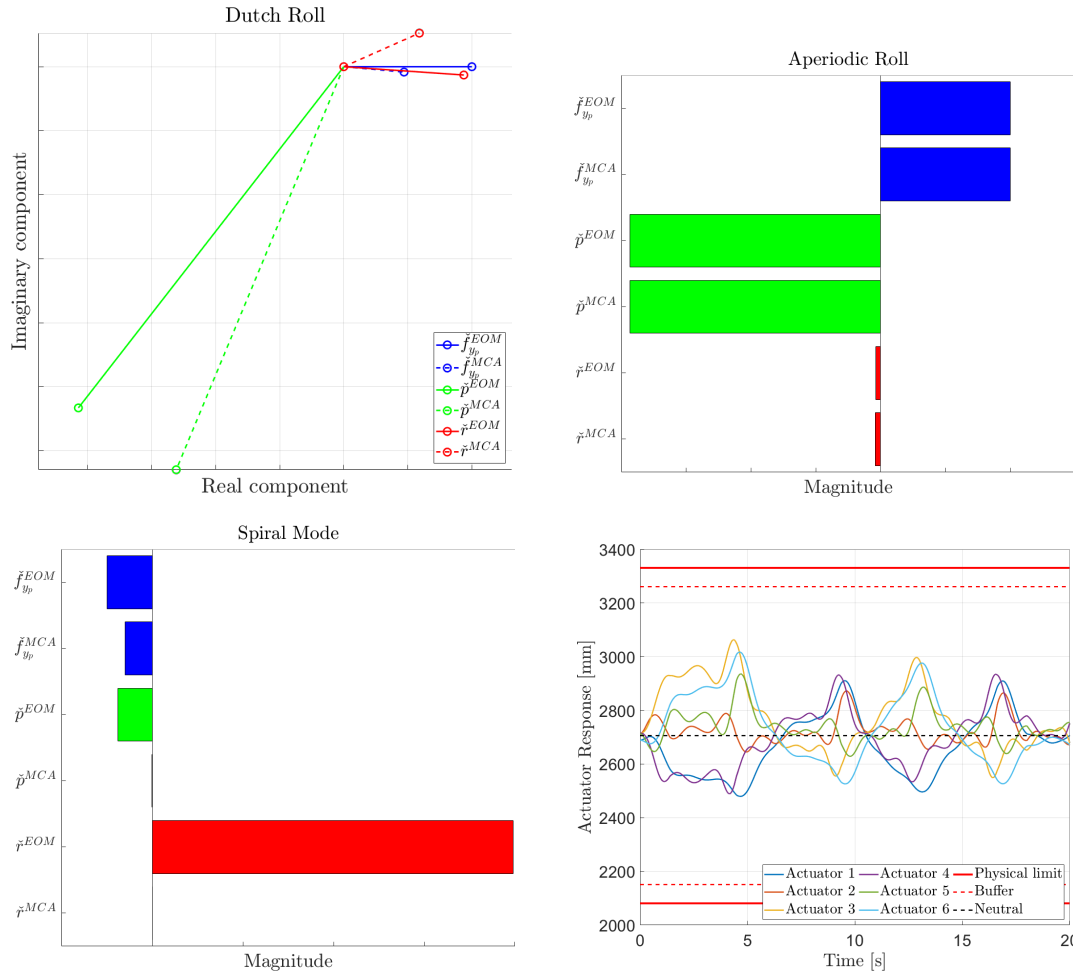 Dutch Roll
Imaginary component
f̌_{y_p}^{EOM}
f̌_{y_p}^{MCA}
p̌^{EOM}
p̌^{MCA}
ř^{EOM}
ř^{MCA}
Real component
Aperiodic Roll
f̌_{y_p}^{EOM}
f̌_{y_p}^{MCA}
p̌^{EOM}
p̌^{MCA}
ř^{EOM}
ř^{MCA}
Magnitude
Spiral Mode
f̌_{y_p}^{EOM}
f̌_{y_p}^{MCA}
p̌^{EOM}
p̌^{MCA}
ř^{EOM}
ř^{MCA}
Magnitude
Actuator Response [mm]
3400
3200
3000
2800
2600
2400
2200
2000
Actuator 1 Actuator 4 Physical limit
Actuator 2 Actuator 5 Buffer
Actuator 3 Actuator 6 Neutral
0 5 10 15 20
Time [s]